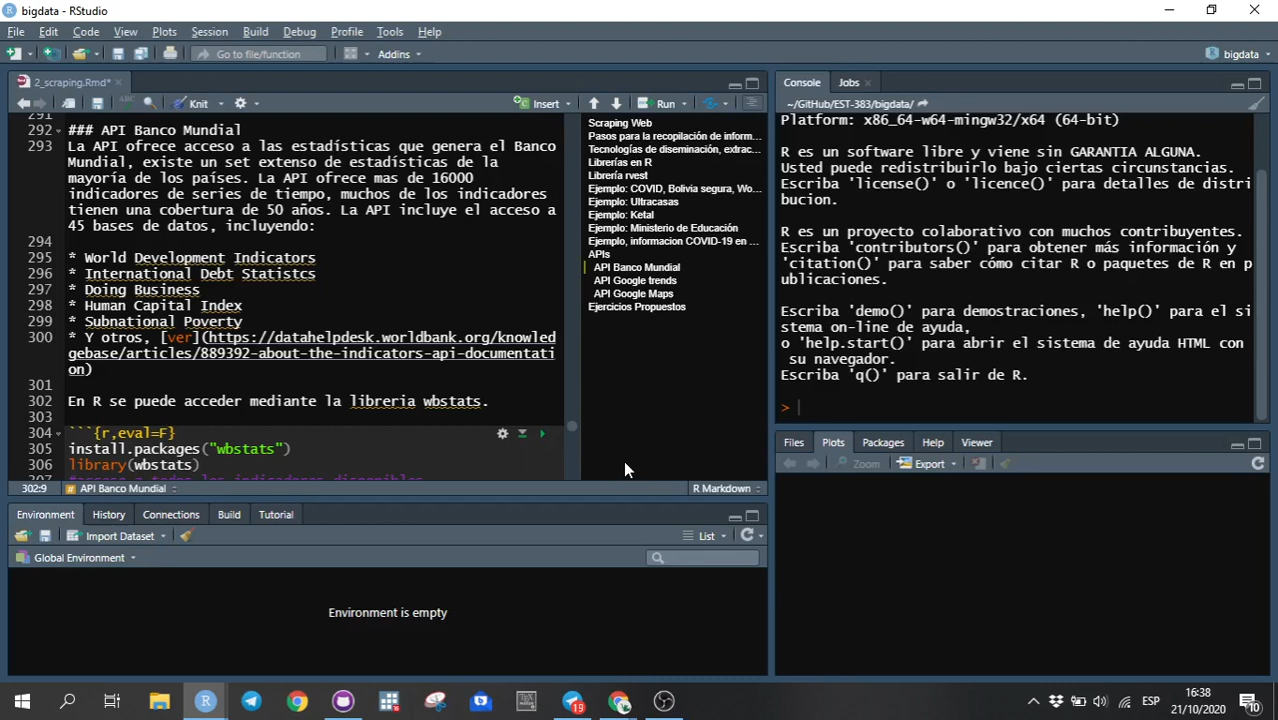 bigdata - RStudio
File Edit Code View Plots Session Build Debug Profile Tools Help
Go to file/function Addins bigdata
2_scraping.Rmd*
Knit Insert Run
291
292 ### API Banco Mundial
293 La API ofrece acceso a las estadísticas que genera el Banco
Mundial, existe un set extenso de estadísticas de la
mayoría de los países. La API ofrece mas de 16000
indicadores de series de tiempo, muchos de los indicadores
tienen una cobertura de 50 años. La API incluye el acceso a
45 bases de datos, incluyendo:
294
295 * World Development Indicators
296 * International Debt Statistcs
297 * Doing Business
298 * Human Capital Index
299 * Subnational Poverty
300 * Y otros, [ver](https://datahelpdesk.worldbank.org/knowled
gebase/articles/889392-about-the-indicators-api-documentati
on)
301
302 En R se puede acceder mediante la libreria wbstats.
303
304 ```{r,eval=F}
305 install.packages("wbstats")
306 library(wbstats)
307 #acceso a todos los indicadores disponibles
302:9 # API Banco Mundial R Markdown
Scraping Web
Pasos para la recopilación de inform...
Tecnologías de diseminación, extrac...
Librerías en R
Librería rvest
Ejemplo: COVID, Bolivia segura, Wo...
Ejemplo: Ultracasas
Ejemplo: Ketal
Ejemplo: Ministerio de Educación
Ejemplo, informacion COVID-19 en ...
APIs
API Banco Mundial
API Google trends
API Google Maps
Ejercicios Propuestos
Environment History Connections Build Tutorial
Import Dataset List
Global Environment
Environment is empty
Console Jobs
~/GitHub/EST-383/bigdata/
Platform: x86_64-w64-mingw32/x64 (64-bit)
R es un software libre y viene sin GARANTIA ALGUNA.
Usted puede redistribuirlo bajo ciertas circunstancias.
Escriba 'license()' o 'licence()' para detalles de distri
bucion.
R es un proyecto colaborativo con muchos contribuyentes.
Escriba 'contributors()' para obtener más información y
'citation()' para saber cómo citar R o paquetes de R en p
ublicaciones.
Escriba 'demo()' para demostraciones, 'help()' para el si
stema on-line de ayuda,
o 'help.start()' para abrir el sistema de ayuda HTML con
su navegador.
Escriba 'q()' para salir de R.
>
Files Plots Packages Help Viewer
Zoom Export
19
ESP
16:38
21/10/2020
10